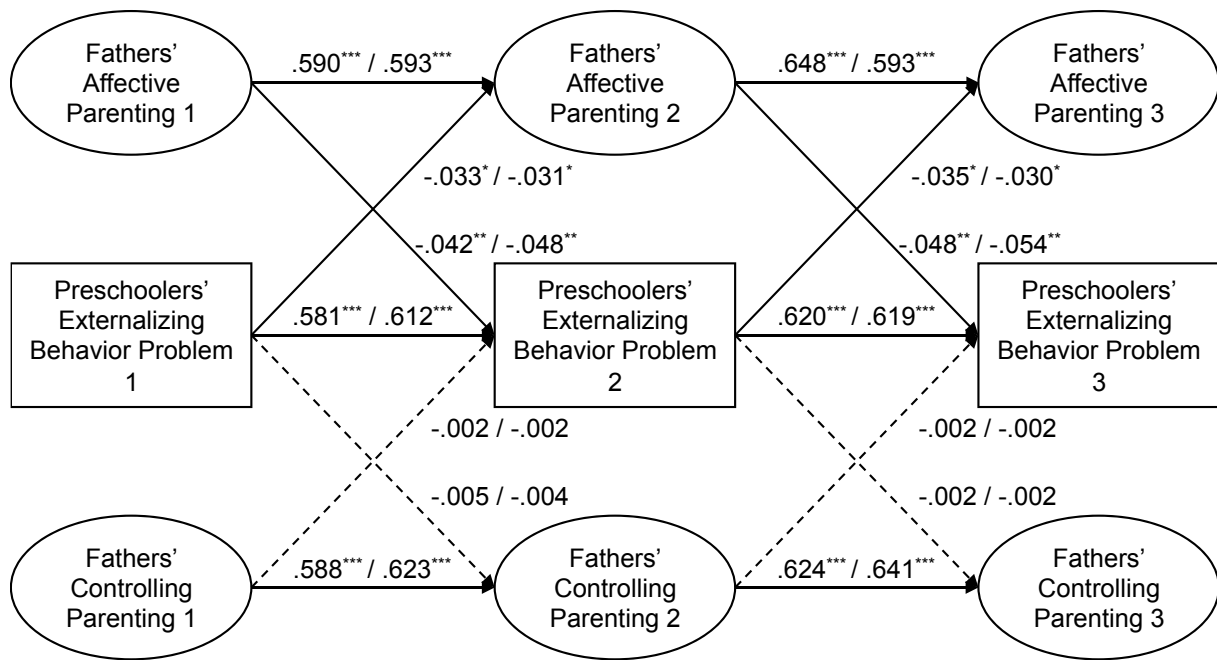 Fathers’
Affective
Parenting 1
.590*** / .593***
Fathers’
Affective
Parenting 2
.648*** / .593***
Fathers’
Affective
Parenting 3
-.033* / -.031*
-.035* / -.030*
-.042** / -.048**
-.048** / -.054**
Preschoolers’
Externalizing
Behavior Problem
1
.581*** / .612***
Preschoolers’
Externalizing
Behavior Problem
2
.620*** / .619***
Preschoolers’
Externalizing
Behavior Problem
3
-.002 / -.002
-.002 / -.002
-.005 / -.004
-.002 / -.002
Fathers’
Controlling
Parenting 1
.588*** / .623***
Fathers’
Controlling
Parenting 2
.624*** / .641***
Fathers’
Controlling
Parenting 3